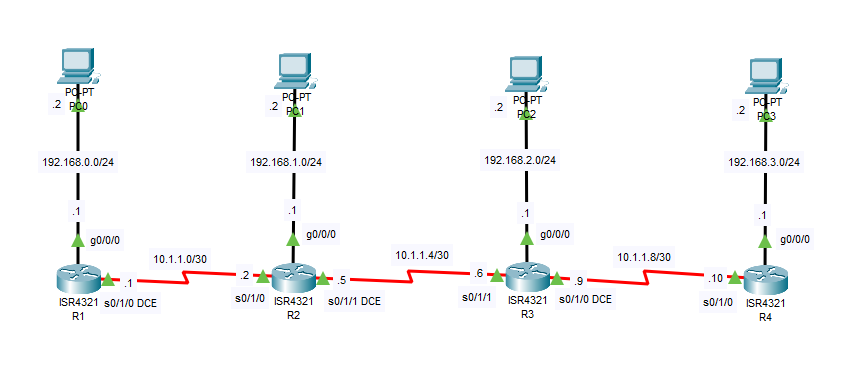 PC-PT
PC0
.2
192.168.0.0/24
.1
g0/0/0
PC-PT
PC1
.2
192.168.1.0/24
.1
g0/0/0
PC-PT
PC2
.2
192.168.2.0/24
.1
g0/0/0
PC-PT
PC3
.2
192.168.3.0/24
.1
g0/0/0
ISR4321
R1
.1
s0/1/0 DCE
10.1.1.0/30
.2
s0/1/0
ISR4321
R2
.5
s0/1/1 DCE
10.1.1.4/30
.6
s0/1/1
ISR4321
R3
.9
s0/1/0 DCE
10.1.1.8/30
.10
s0/1/0
ISR4321
R4